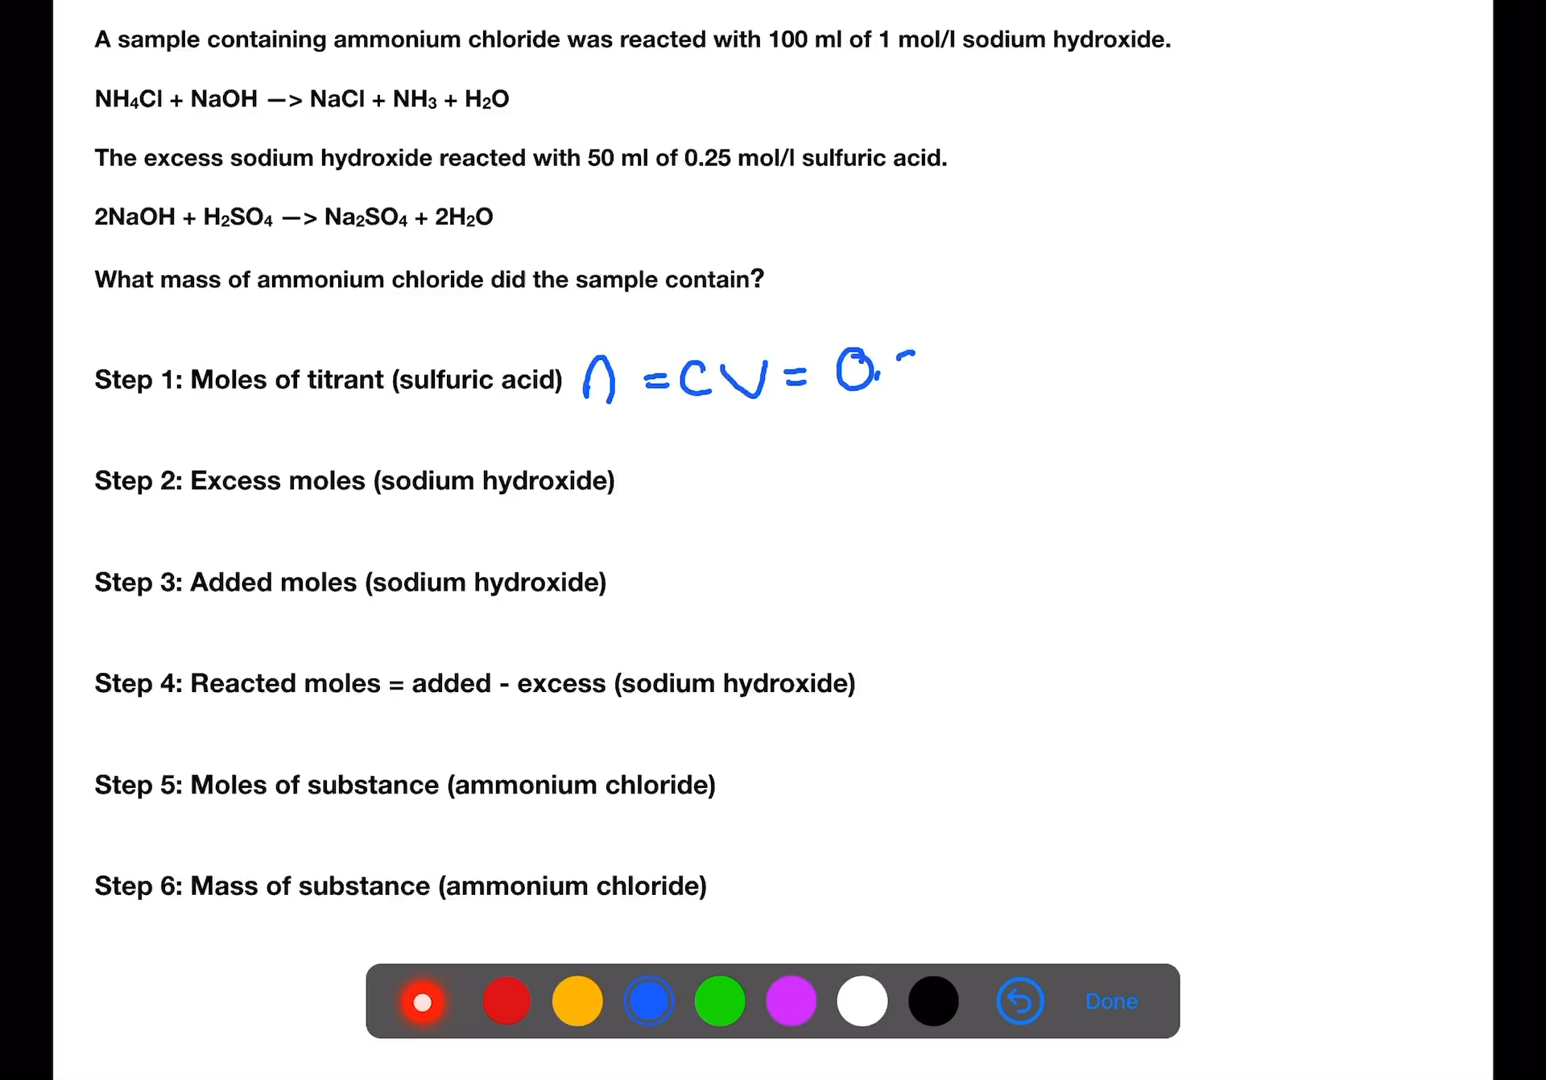 A sample containing ammonium chloride was reacted with 100 ml of 1 mol/l sodium hydroxide.
NH₄Cl + NaOH —> NaCl + NH₃ + H₂O
The excess sodium hydroxide reacted with 50 ml of 0.25 mol/l sulfuric acid.
2NaOH + H₂SO₄ —> Na₂SO₄ + 2H₂O
What mass of ammonium chloride did the sample contain?
Step 1: Moles of titrant (sulfuric acid) n = CV = 0.
Step 2: Excess moles (sodium hydroxide)
Step 3: Added moles (sodium hydroxide)
Step 4: Reacted moles = added - excess (sodium hydroxide)
Step 5: Moles of substance (ammonium chloride)
Step 6: Mass of substance (ammonium chloride)
Done